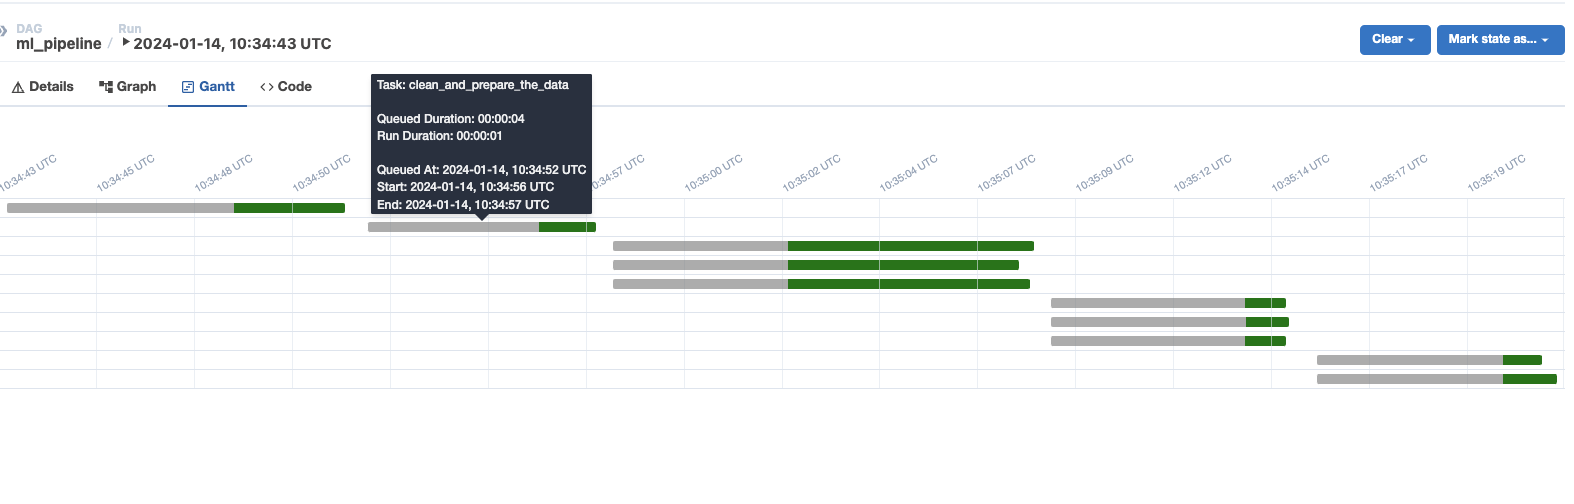 DAG Run
ml_pipeline / 2024-01-14, 10:34:43 UTC
Clear
Mark state as...
Details Graph Gantt Code
Task: clean_and_prepare_the_data
Queued Duration: 00:00:04
Run Duration: 00:00:01
Queued At: 2024-01-14, 10:34:52 UTC
Start: 2024-01-14, 10:34:56 UTC
End: 2024-01-14, 10:34:57 UTC
10:34:43 UTC
10:34:45 UTC
10:34:48 UTC
10:34:50 UTC
10:34:57 UTC
10:35:00 UTC
10:35:02 UTC
10:35:04 UTC
10:35:07 UTC
10:35:09 UTC
10:35:12 UTC
10:35:14 UTC
10:35:17 UTC
10:35:19 UTC